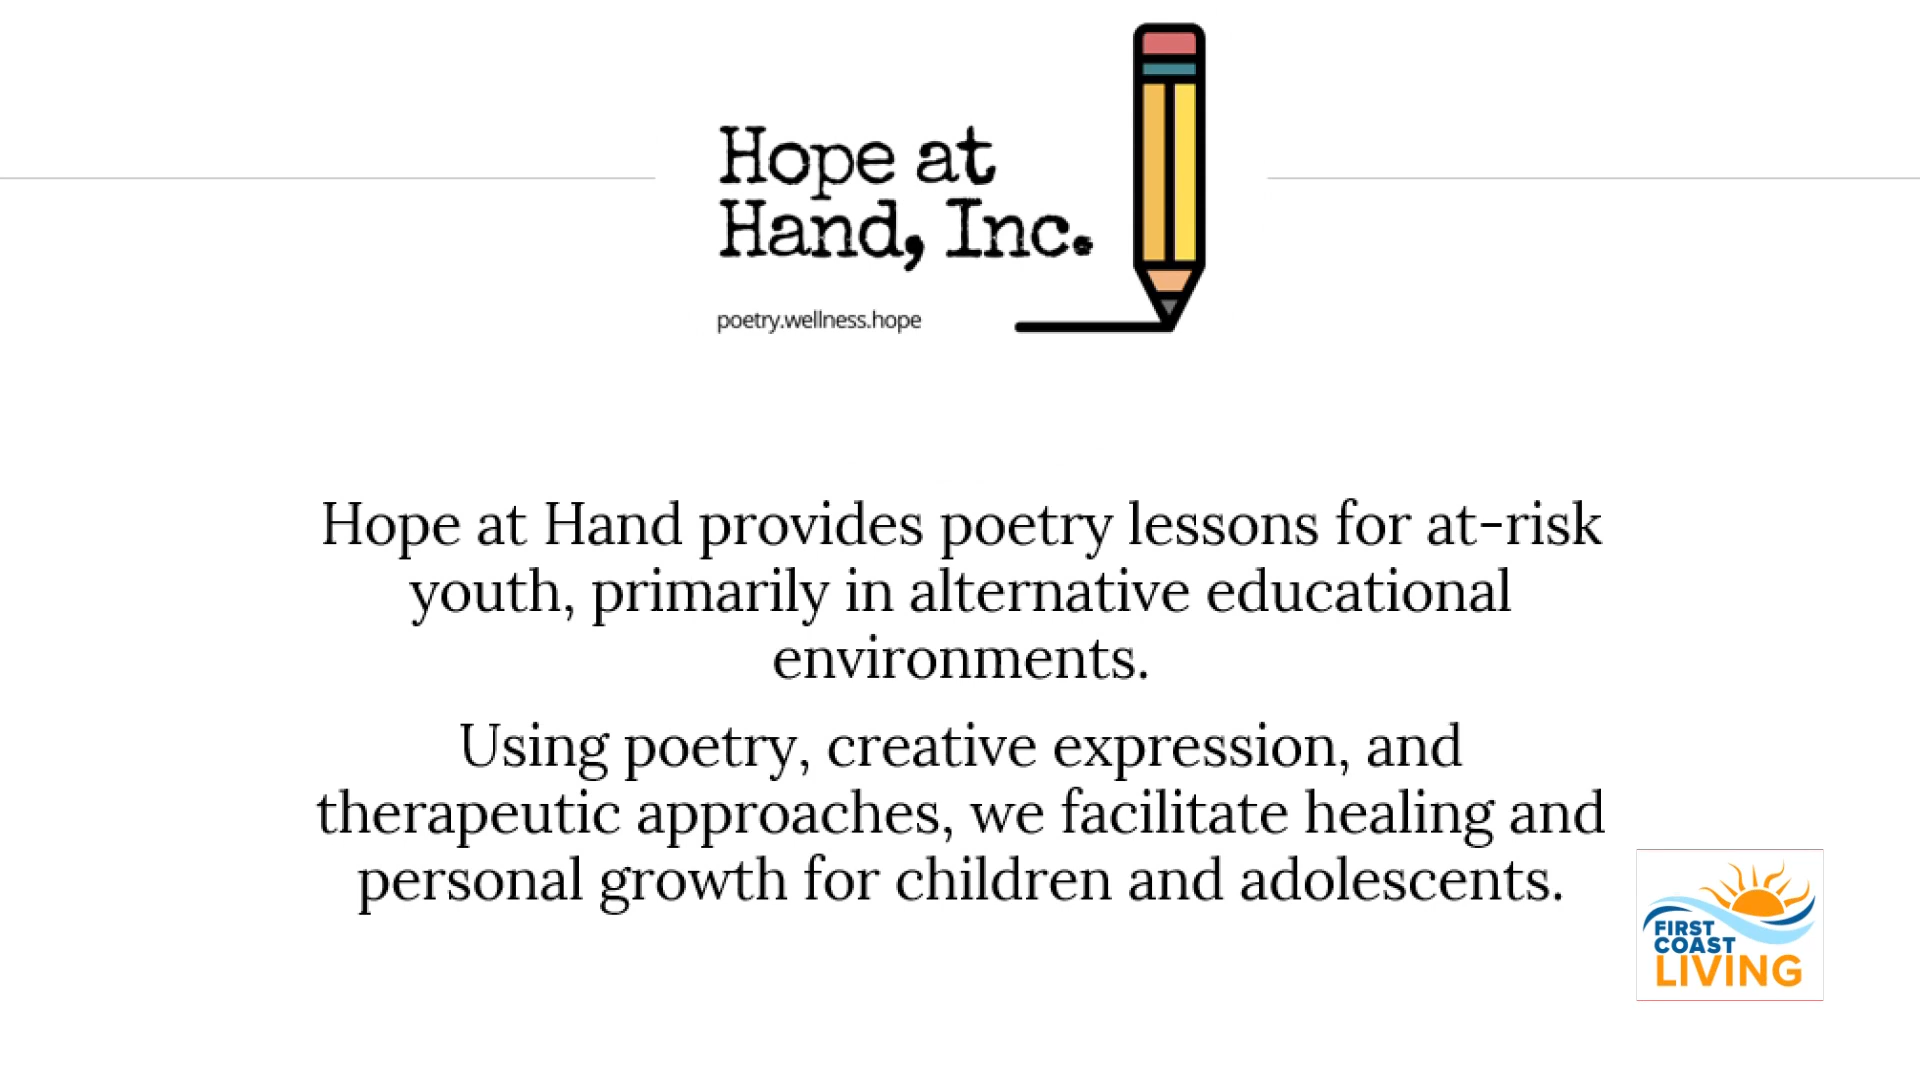 Hope at
Hand, Inc.
poetry.wellness.hope
Hope at Hand provides poetry lessons for at-risk
youth, primarily in alternative educational
environments.
Using poetry, creative expression, and
therapeutic approaches, we facilitate healing and
personal growth for children and adolescents.
FIRST
COAST
LIVING